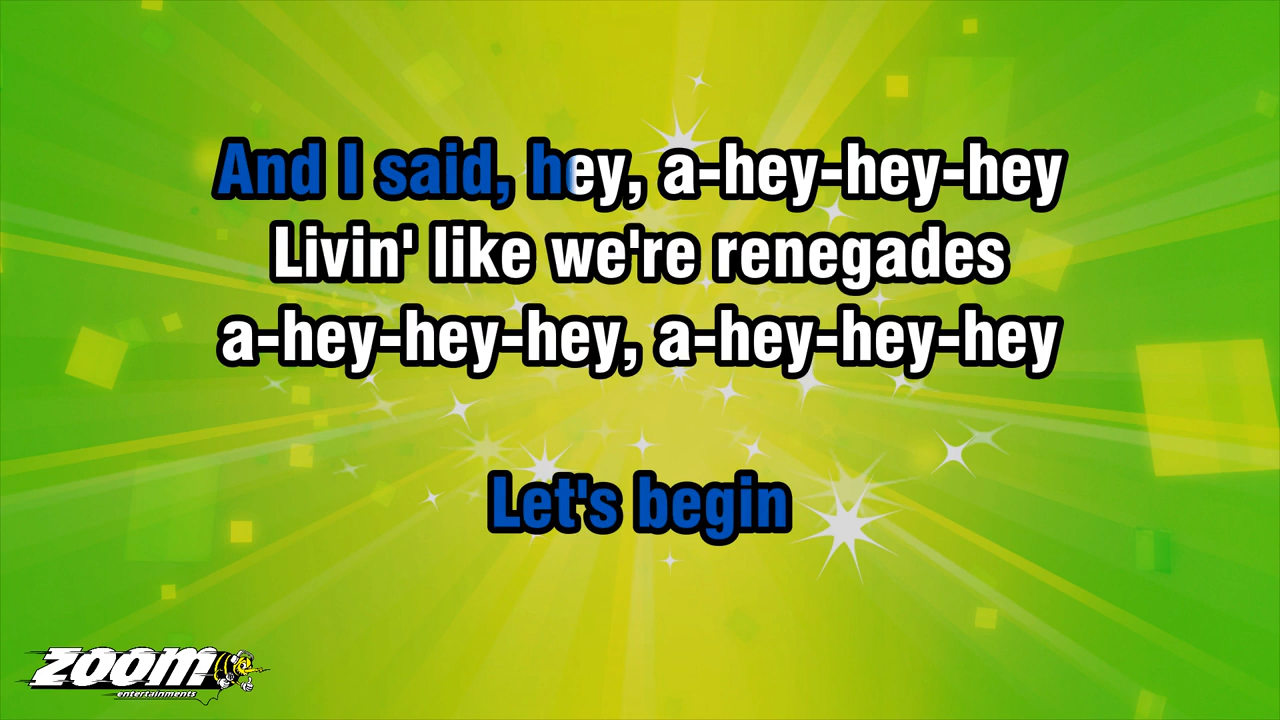 And I said, hey, a-hey-hey-hey
Livin' like we're renegades
a-hey-hey-hey, a-hey-hey-hey
Let's begin
zoom
entertainments